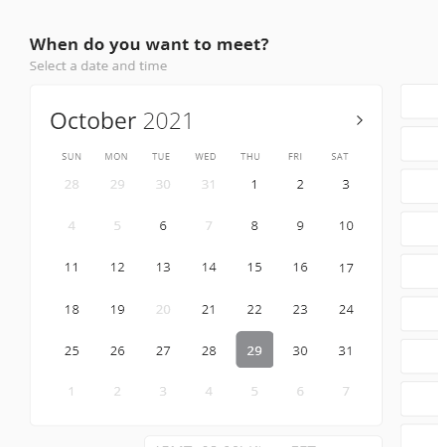 When do you want to meet?
Select a date and time
October 2021
SUN MON TUE WED THU FRI SAT
28 29 30 31 1 2 3
4 5 6 7 8 9 10
11 12 13 14 15 16 17
18 19 20 21 22 23 24
25 26 27 28 29 30 31
1 2 3 4 5 6 7